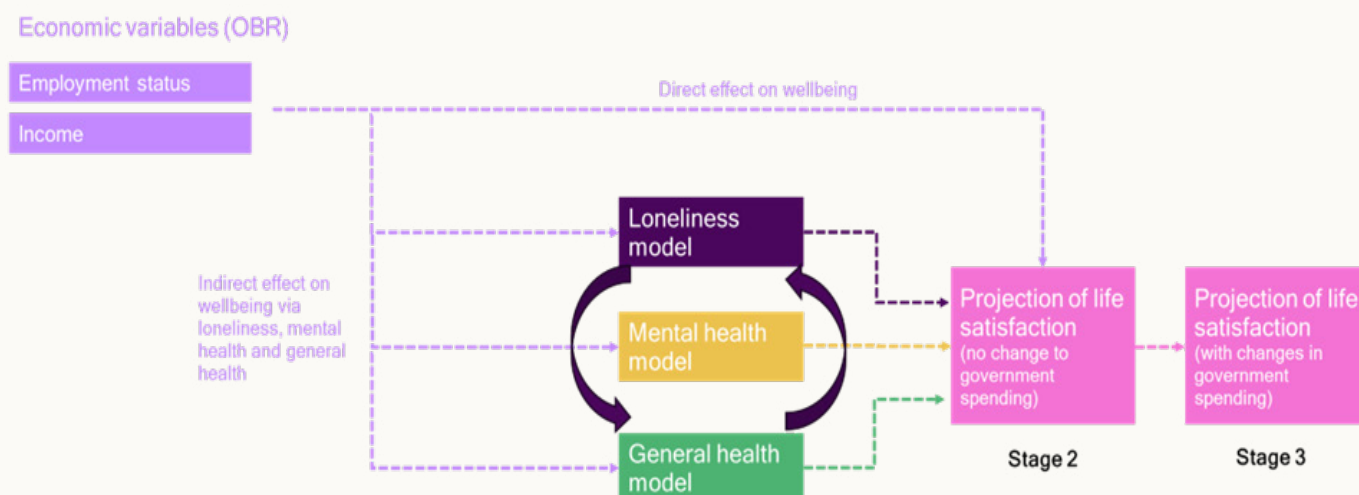 Economic variables (OBR)
Employment status
Income
Direct effect on wellbeing
Indirect effect on
wellbeing via
loneliness, mental
health and general
health
Loneliness
model
Mental health
model
General health
model
Projection of life
satisfaction
(no change to
government
spending)
Stage 2
Projection of life
satisfaction
(with changes in
government
spending)
Stage 3